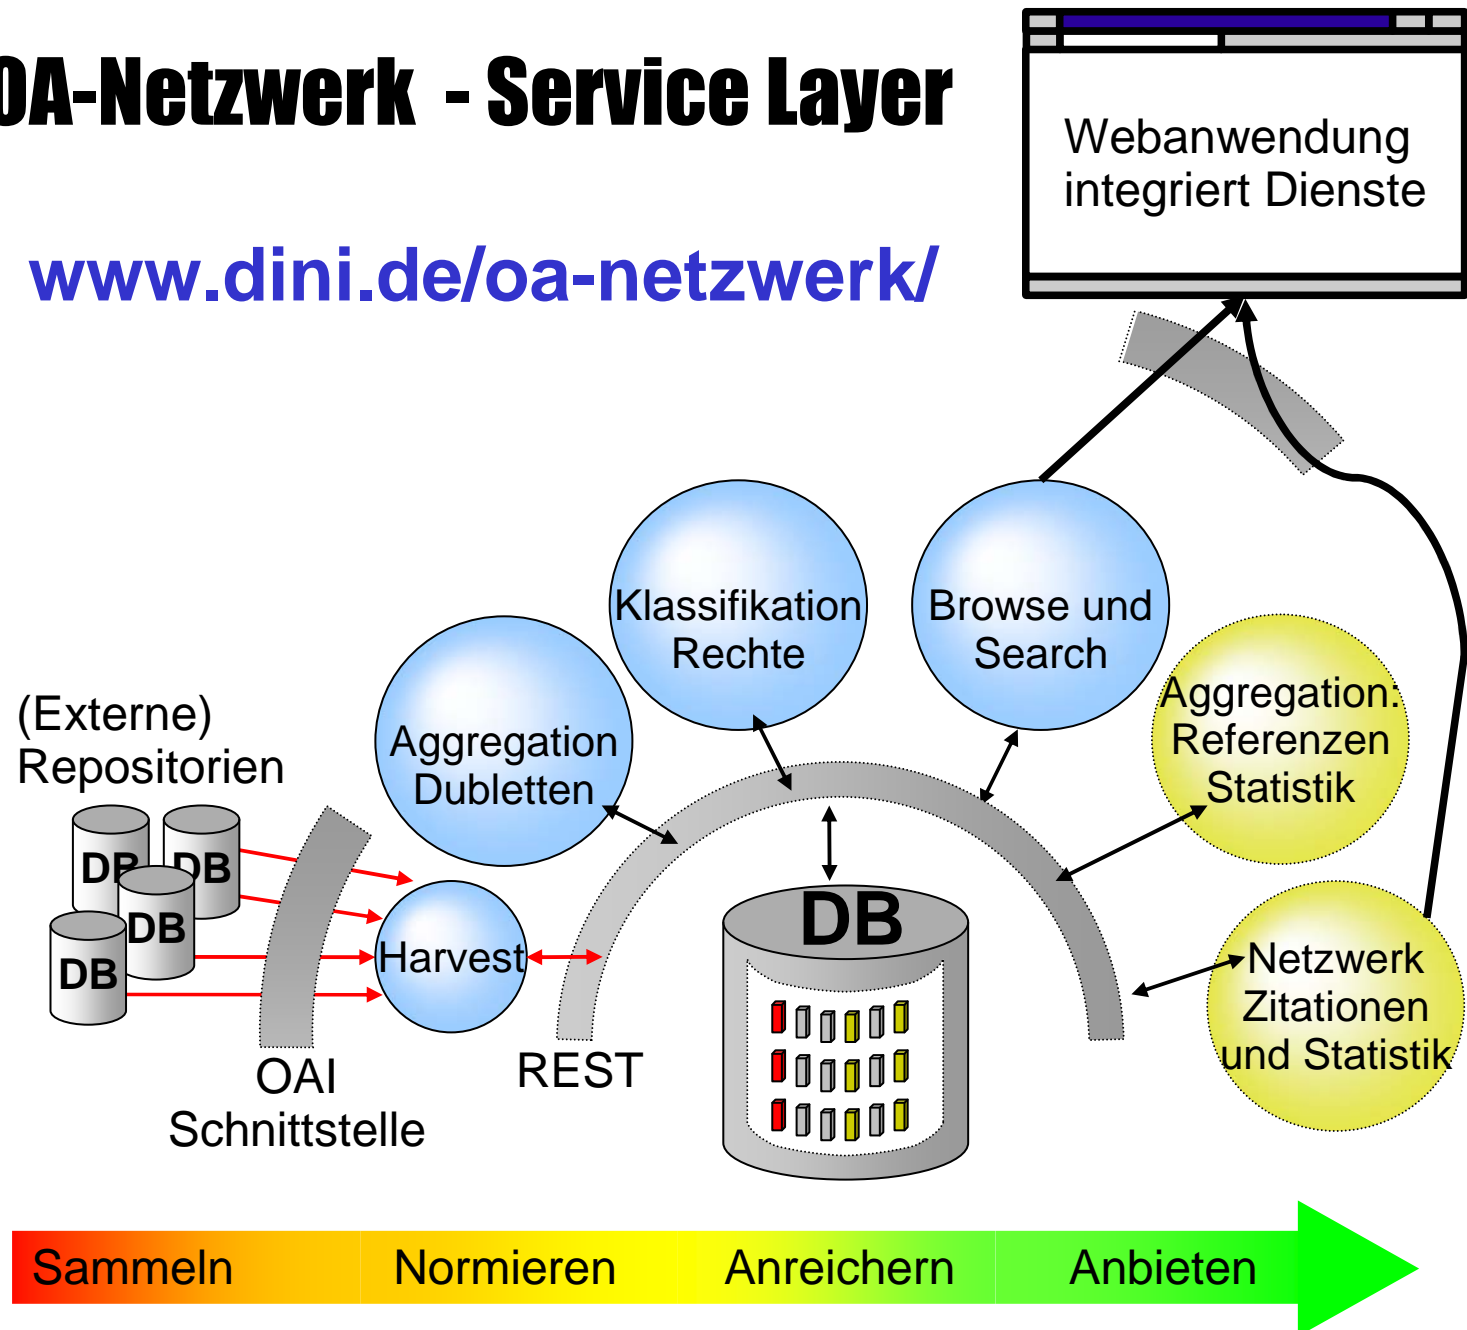 OA-Netzwerk - Service Layer
www.dini.de/oa-netzwerk/
Webanwendung
integriert Dienste
Klassifikation
Rechte
Browse und
Search
Aggregation
Dubletten
Aggregation:
Referenzen
Statistik
(Externe)
Repositorien
DB
DB
DB
DB
Harvest
DB
Netzwerk
Zitationen
und Statistik
OAI
Schnittstelle
REST
Sammeln
Normieren
Anreichern
Anbieten